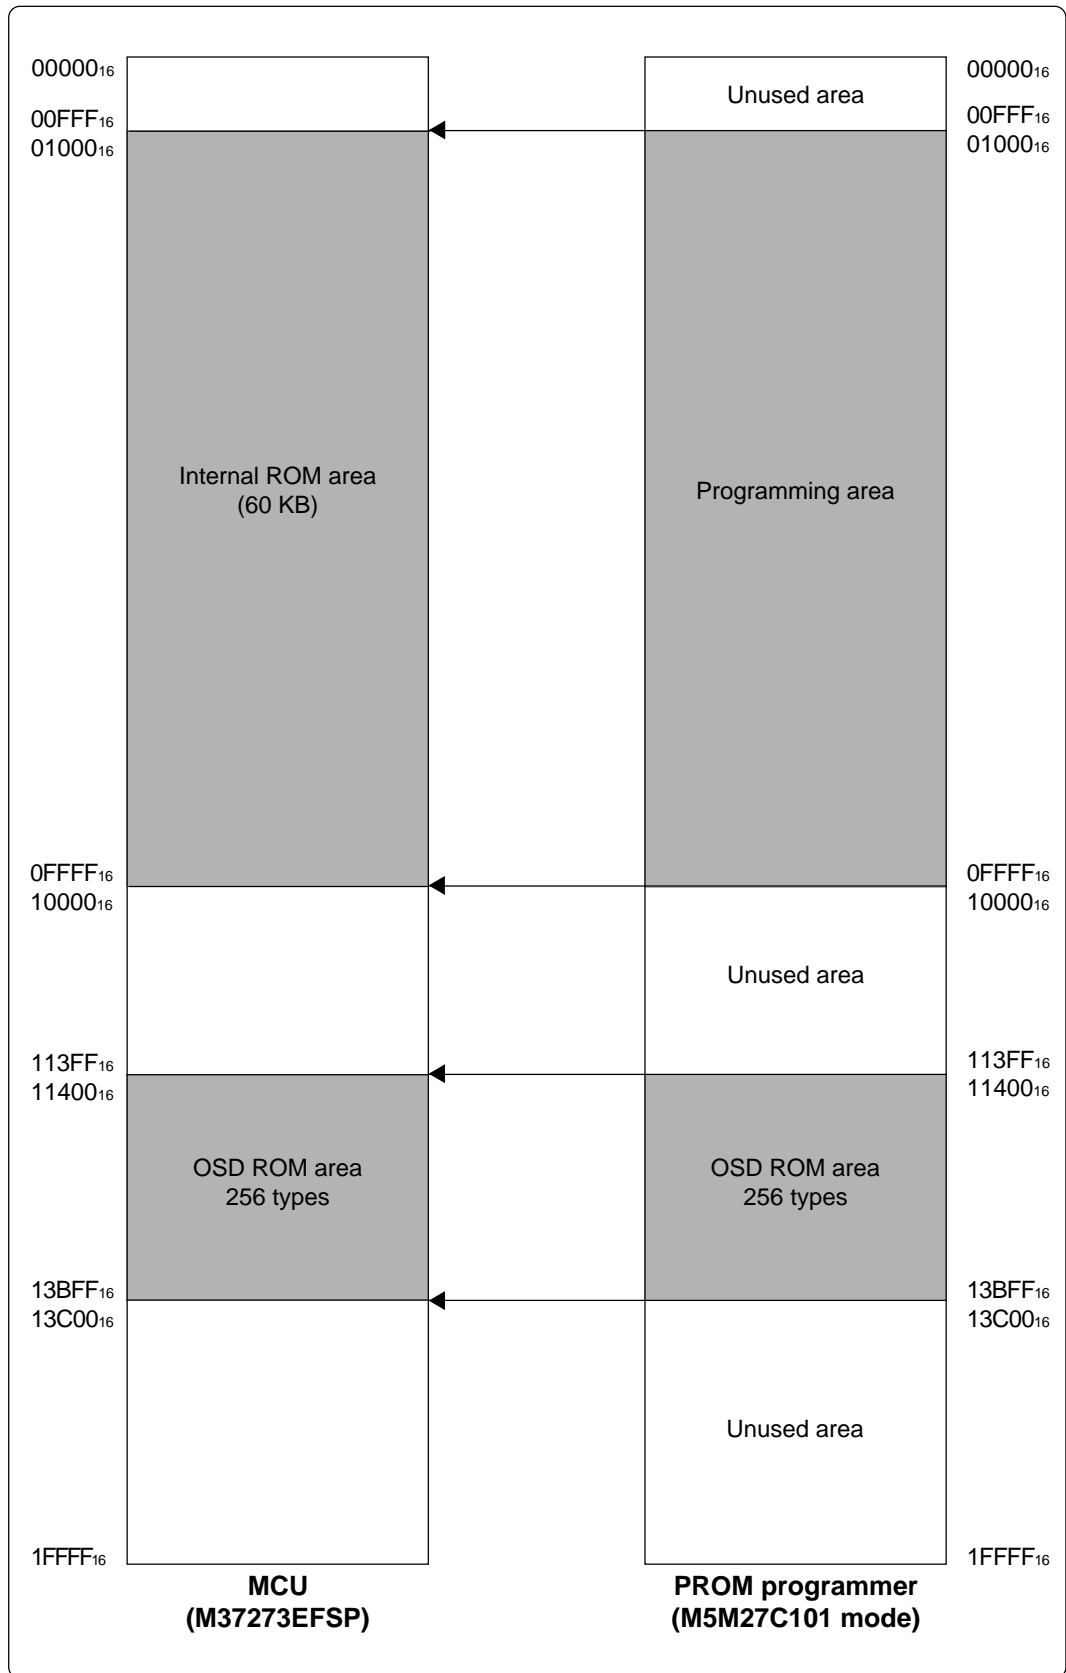 00000₁₆
00FFF₁₆
01000₁₆
Internal ROM area
(60 KB)
0FFFF₁₆
10000₁₆
113FF₁₆
11400₁₆
OSD ROM area
256 types
13BFF₁₆
13C00₁₆
1FFFF₁₆
MCU
(M37273EFSP)
Unused area
00000₁₆
00FFF₁₆
01000₁₆
Programming area
0FFFF₁₆
10000₁₆
Unused area
113FF₁₆
11400₁₆
OSD ROM area
256 types
13BFF₁₆
13C00₁₆
Unused area
1FFFF₁₆
PROM programmer
(M5M27C101 mode)